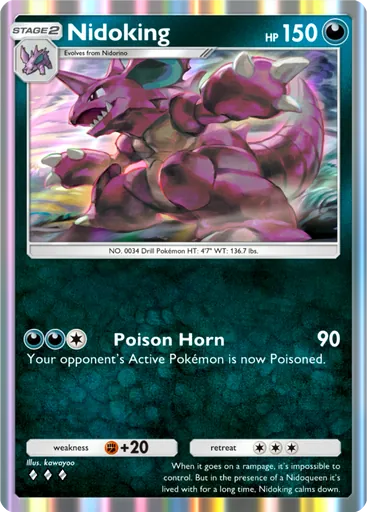 STAGE2 Nidoking HP 150
Evolves from Nidorino
NO. 0034 Drill Pokémon HT: 4'7" WT: 136.7 lbs.
Poison Horn 90
Your opponent's Active Pokémon is now Poisoned.
weakness +20 retreat
Illus. kawayoo
When it goes on a rampage, it's impossible to
control. But in the presence of a Nidoqueen it's
lived with for a long time, Nidoking calms down.